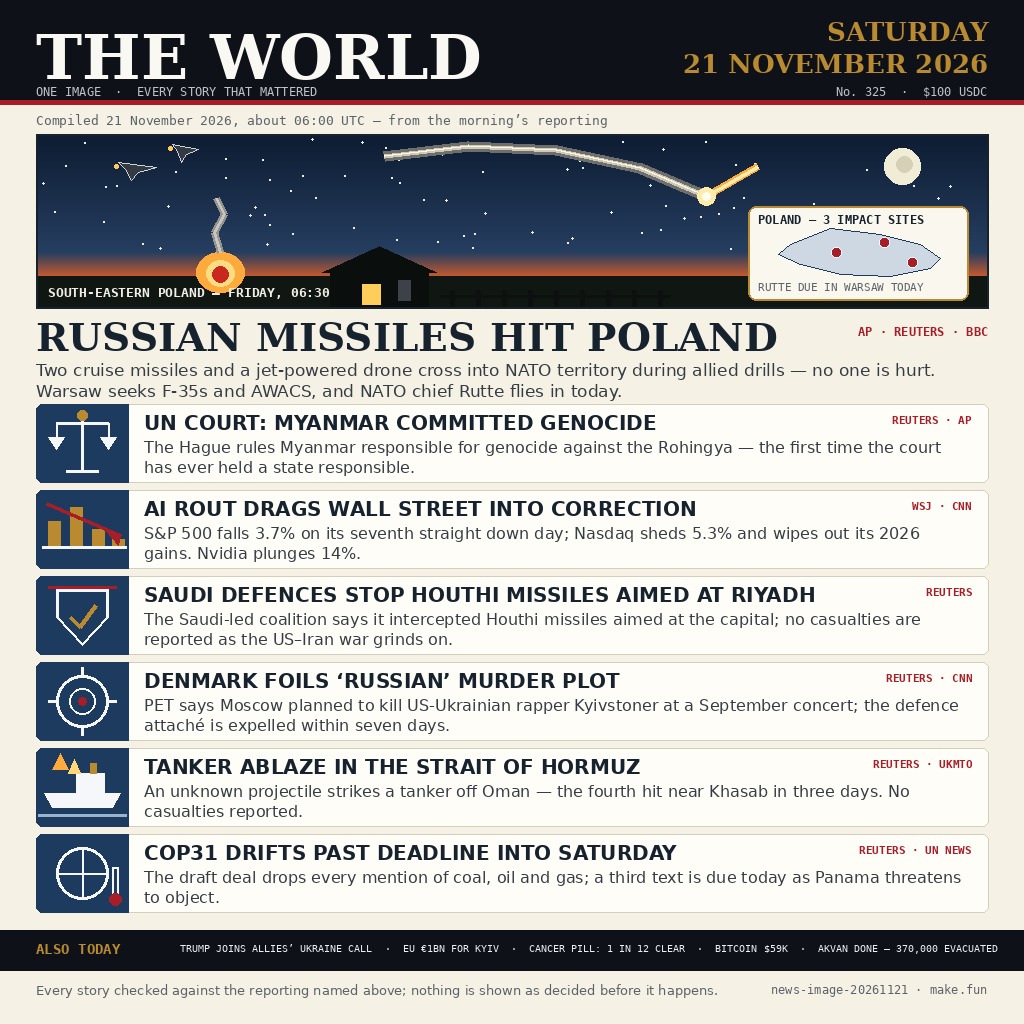 THE WORLD
SATURDAY
21 NOVEMBER 2026
ONE IMAGE · EVERY STORY THAT MATTERED
No. 325 · $100 USDC
Compiled 21 November 2026, about 06:00 UTC — from the morning’s reporting
POLAND — 3 IMPACT SITES
RUTTE DUE IN WARSAW TODAY
SOUTH-EASTERN POLAND — FRIDAY, 06:30
RUSSIAN MISSILES HIT POLAND
AP · REUTERS · BBC
Two cruise missiles and a jet-powered drone cross into NATO territory during allied drills — no one is hurt.
Warsaw seeks F-35s and AWACS, and NATO chief Rutte flies in today.
UN COURT: MYANMAR COMMITTED GENOCIDE
REUTERS · AP
The Hague rules Myanmar responsible for genocide against the Rohingya — the first time the court
has ever held a state responsible.
AI ROUT DRAGS WALL STREET INTO CORRECTION
WSJ · CNN
S&P 500 falls 3.7% on its seventh straight down day; Nasdaq sheds 5.3% and wipes out its 2026
gains. Nvidia plunges 14%.
SAUDI DEFENCES STOP HOUTHI MISSILES AIMED AT RIYADH
REUTERS
The Saudi-led coalition says it intercepted Houthi missiles aimed at the capital; no casualties are
reported as the US–Iran war grinds on.
DENMARK FOILS ‘RUSSIAN’ MURDER PLOT
REUTERS · CNN
PET says Moscow planned to kill US-Ukrainian rapper Kyivstoner at a September concert; the defence
attaché is expelled within seven days.
TANKER ABLAZE IN THE STRAIT OF HORMUZ
REUTERS · UKMTO
An unknown projectile strikes a tanker off Oman — the fourth hit near Khasab in three days. No
casualties reported.
COP31 DRIFTS PAST DEADLINE INTO SATURDAY
REUTERS · UN NEWS
The draft deal drops every mention of coal, oil and gas; a third text is due today as Panama threatens
to object.
ALSO TODAY
TRUMP JOINS ALLIES’ UKRAINE CALL · EU €1BN FOR KYIV · CANCER PILL: 1 IN 12 CLEAR · BITCOIN $59K · AKVAN DONE — 370,000 EVACUATED
Every story checked against the reporting named above; nothing is shown as decided before it happens.
news-image-20261121 · make.fun